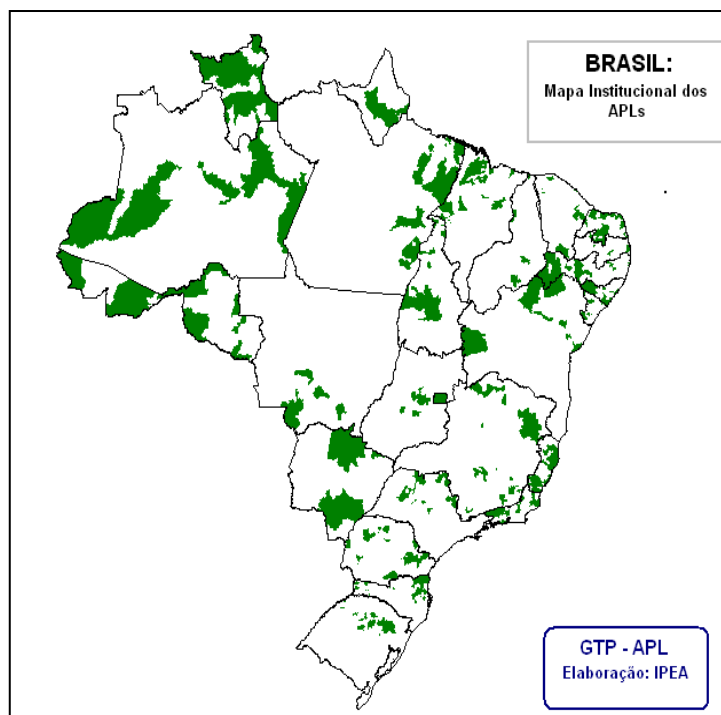 BRASIL:
Mapa Institucional dos
APLs
GTP - APL
Elaboração: IPEA